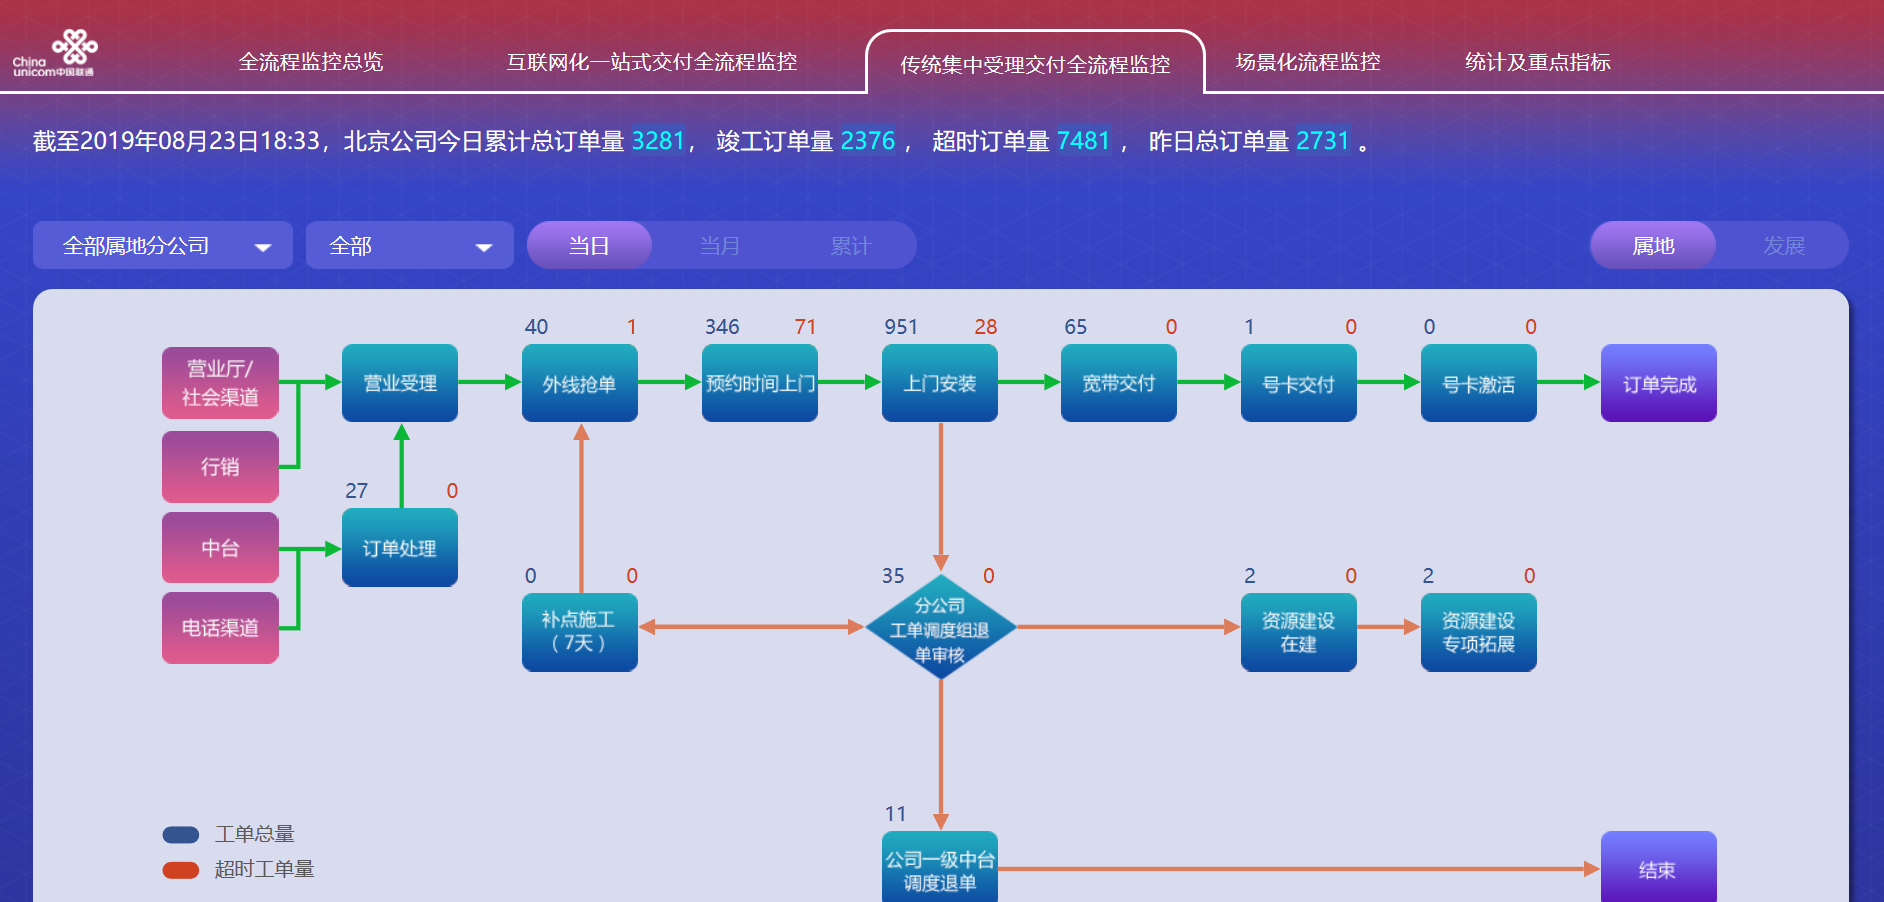 China
unicom中国联通
全流程监控总览
互联网化一站式交付全流程监控
传统集中受理交付全流程监控
场景化流程监控
统计及重点指标
截至2019年08月23日18:33，北京公司今日累计总订单量 3281， 竣工订单量 2376 ， 超时订单量 7481 ， 昨日总订单量 2731 。
全部属地分公司
全部
当日
当月
累计
属地
发展
40 1
346 71
951 28
65 0
1 0
0 0
营业厅/
社会渠道
营业受理
外线抢单
预约时间上门
上门安装
宽带交付
号卡交付
号卡激活
订单完成
行销
27 0
中台
订单处理
0 0
35 0
2 0
2 0
电话渠道
补点施工
（ 7天 ）
分公司
工单调度组退
单审核
资源建设
在建
资源建设
专项拓展
11
工单总量
超时工单量
公司一级中台
调度退单
结束